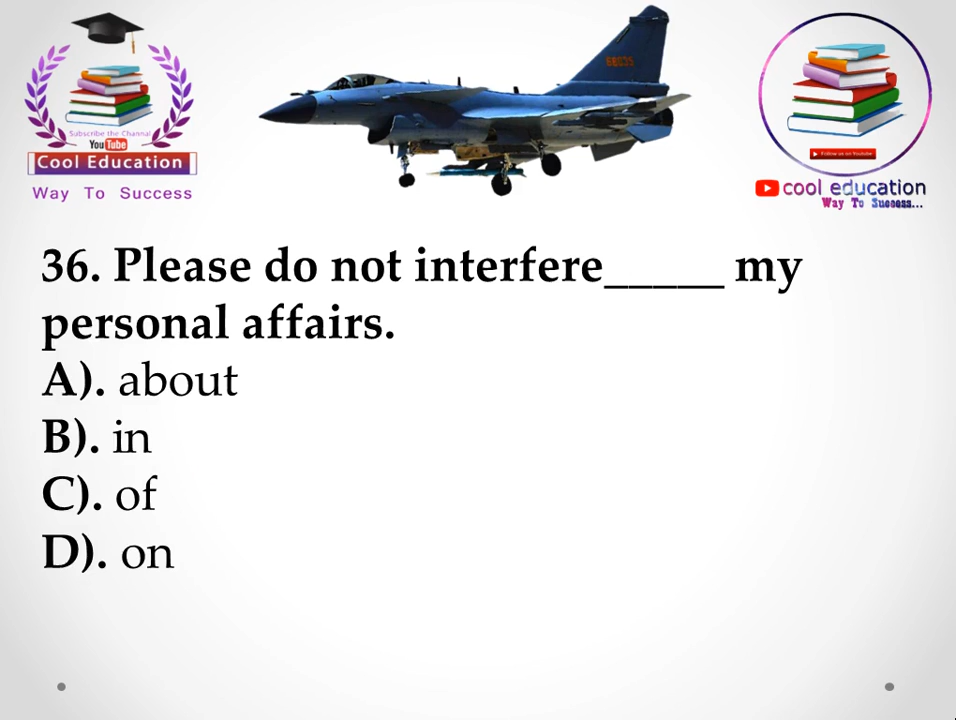 Subscribe the Channal
YouTube
Cool Education
Way To Success
68035
Follow us on Youtube
cool education
Way To Success...
36. Please do not interfere_____ my
personal affairs.
A). about
B). in
C). of
D). on